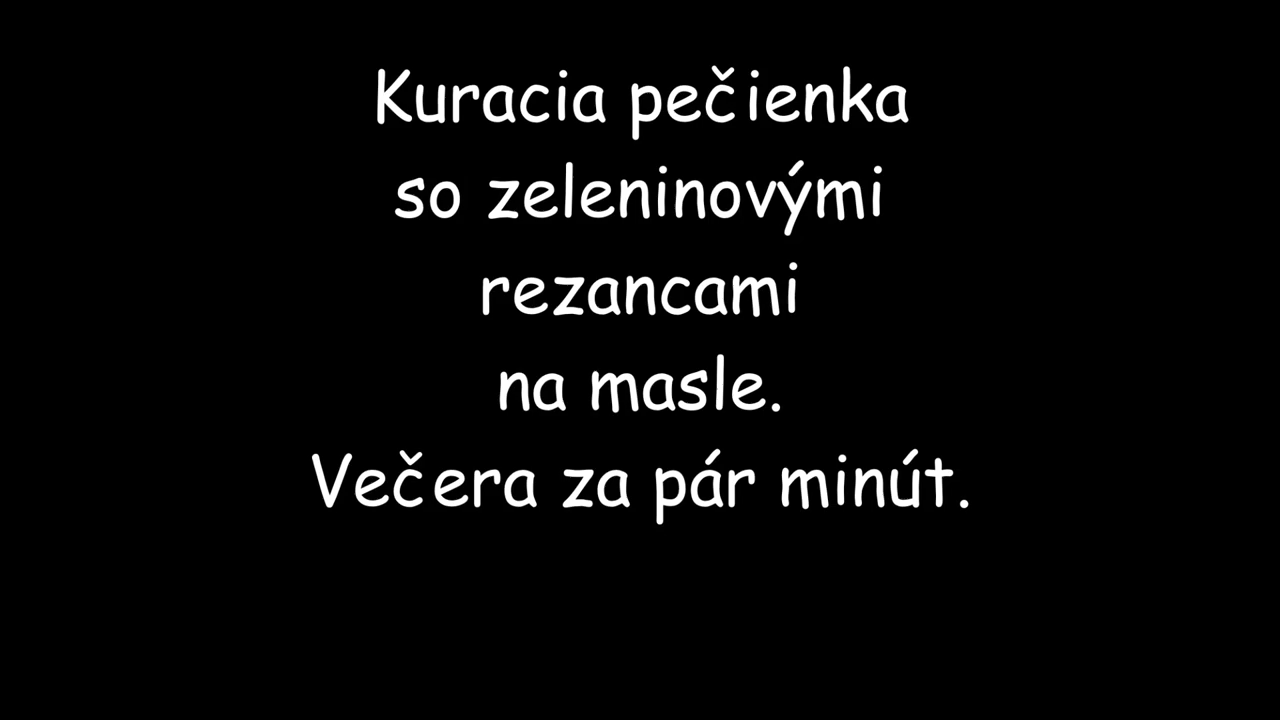 Kuracia pečienka
so zeleninovými
rezancami
na masle.
Večera za pár minút.